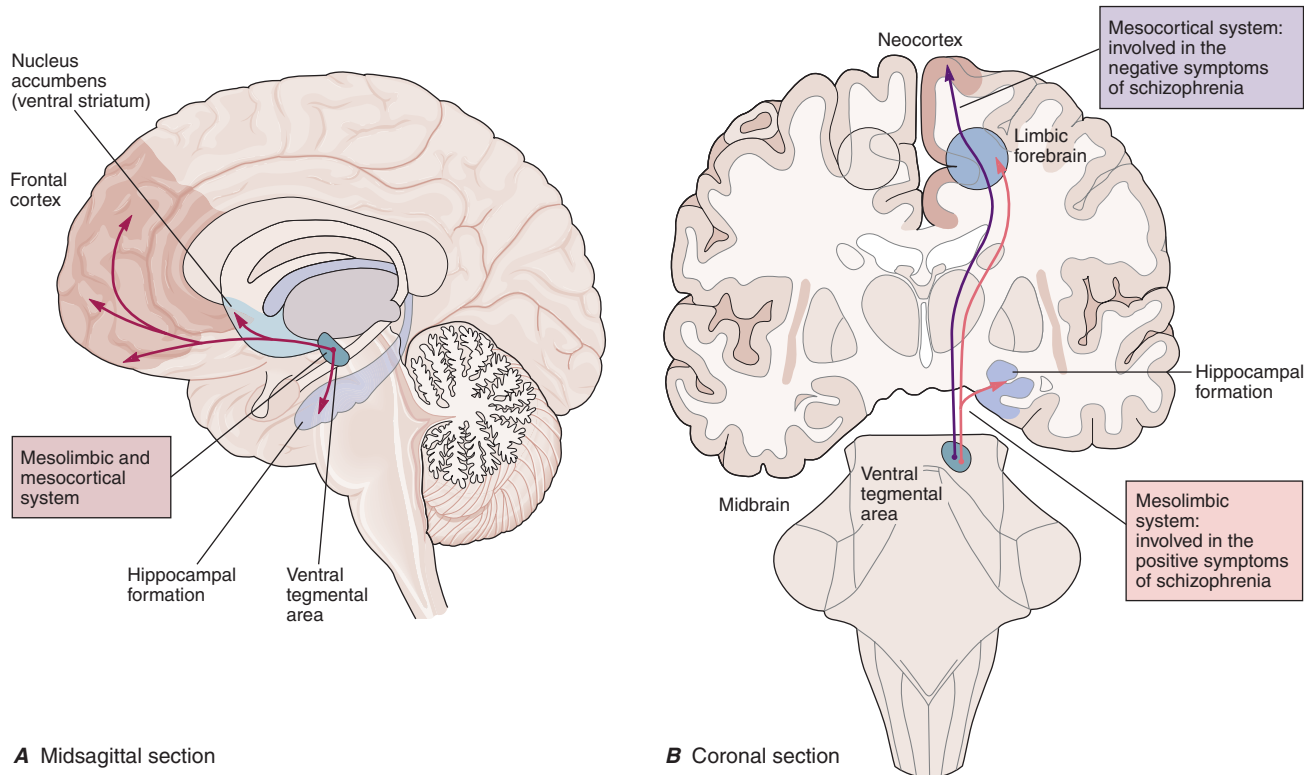 Nucleus
accumbens
(ventral striatum)
Frontal
cortex
Mesolimbic and
mesocortical
system
Hippocampal
formation
Ventral
tegmental
area
A Midsagittal section
Neocortex
Mesocortical system:
involved in the
negative symptoms
of schizophrenia
Limbic
forebrain
Hippocampal
formation
Ventral
tegmental
area
Midbrain
Mesolimbic
system:
involved in the
positive symptoms
of schizophrenia
B Coronal section